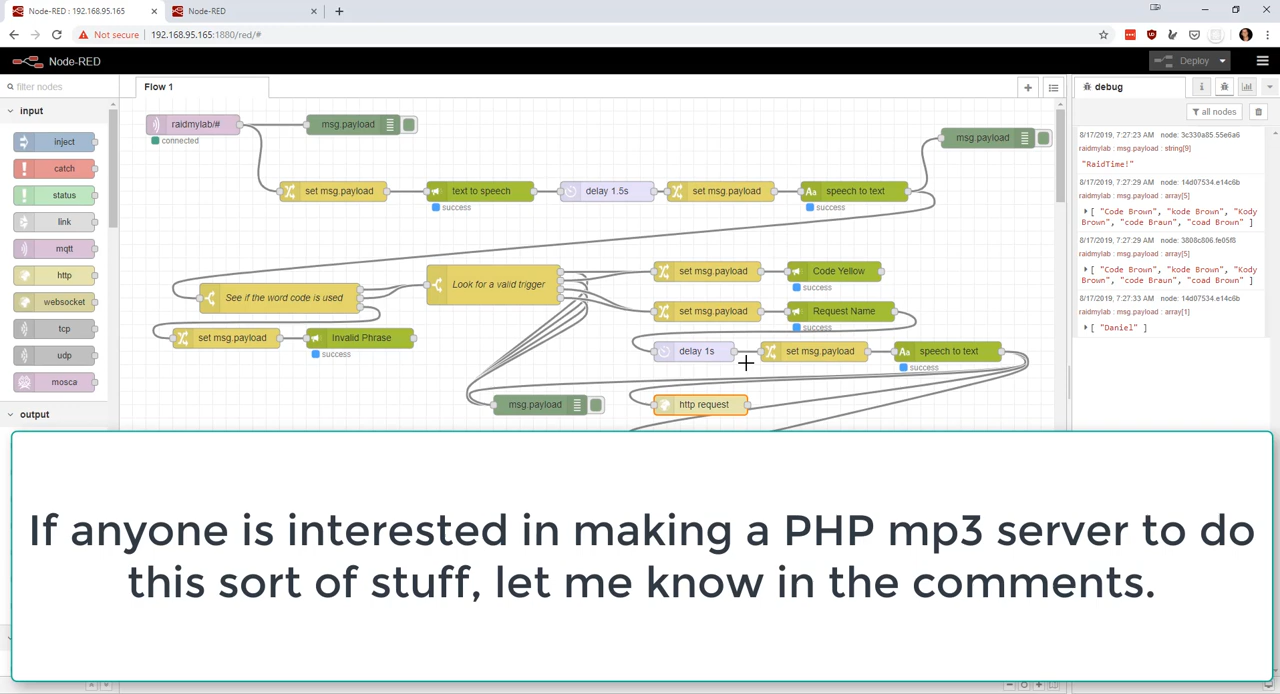 Node-RED : 192.168.95.165
Node-RED
Not secure
192.168.95.165:1880/red/#
Node-RED
Deploy
filter nodes
Flow 1
debug
i
all nodes
input
inject
catch
status
link
mqtt
http
websocket
tcp
udp
mosca
output
raidmylab/#
connected
msg.payload
msg.payload
set msg.payload
text to speech
success
delay 1.5s
set msg.payload
speech to text
success
See if the word code is used
Look for a valid trigger
set msg.payload
Code Yellow
success
set msg.payload
Request Name
success
set msg.payload
Invalid Phrase
success
delay 1s
set msg.payload
speech to text
success
msg.payload
http request
8/17/2019, 7:27:23 AM node: 3c330a85.55e6a6
raidmylab : msg.payload : string[9]
"RaidTime!"
8/17/2019, 7:27:29 AM node: 14d07534.e14c6b
raidmylab : msg.payload : array[5]
[ "Code Brown", "kode Brown", "Kody
Brown", "code Braun", "coad Brown" ]
8/17/2019, 7:27:29 AM node: 3808c806.fe05f8
raidmylab : msg.payload : array[5]
[ "Code Brown", "kode Brown", "Kody
Brown", "code Braun", "coad Brown" ]
8/17/2019, 7:27:33 AM node: 14d07534.e14c6b
raidmylab : msg.payload : array[1]
[ "Daniel" ]
If anyone is interested in making a PHP mp3 server to do
this sort of stuff, let me know in the comments.